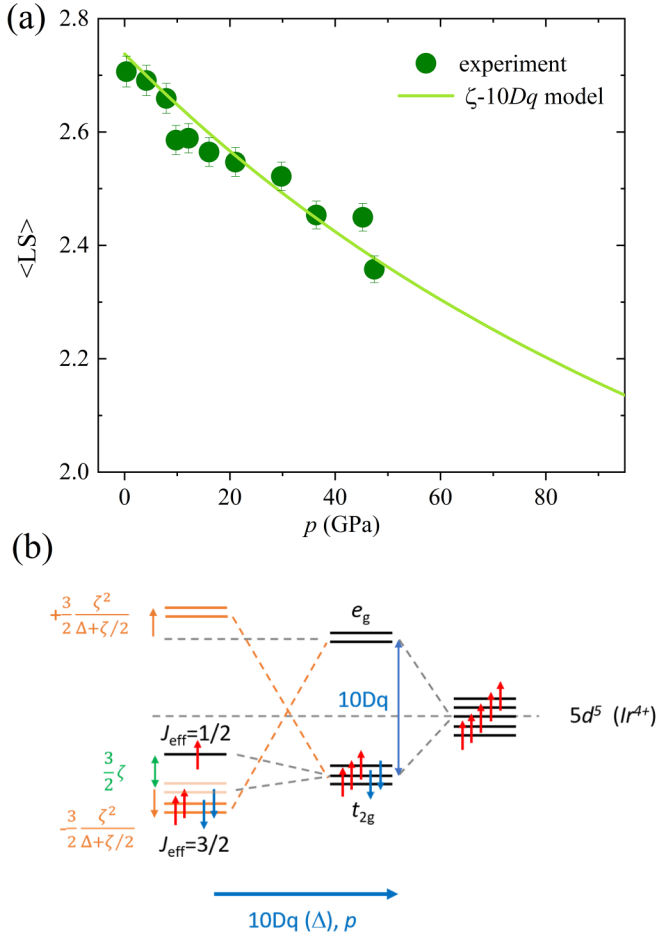 (a)
2.8
2.6
2.4
2.2
2.0
<LS>
experiment
ζ-10Dq model
0 20 40 60 80
p (GPa)
(b)
+3/2 ζ²/(Δ+ζ/2)
e_g
10Dq
5d⁵ (Ir⁴⁺)
J_eff=1/2
3/2 ζ
t_2g
-3/2 ζ²/(Δ+ζ/2)
J_eff=3/2
10Dq (Δ), p